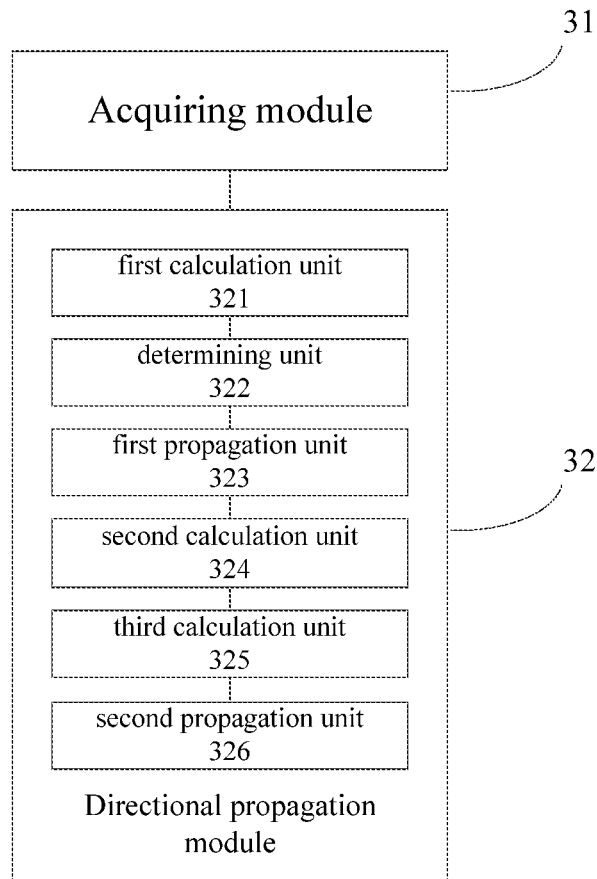 31
Acquiring module
first calculation unit
321
determining unit
322
first propagation unit
323
32
second calculation unit
324
third calculation unit
325
second propagation unit
326
Directional propagation
module